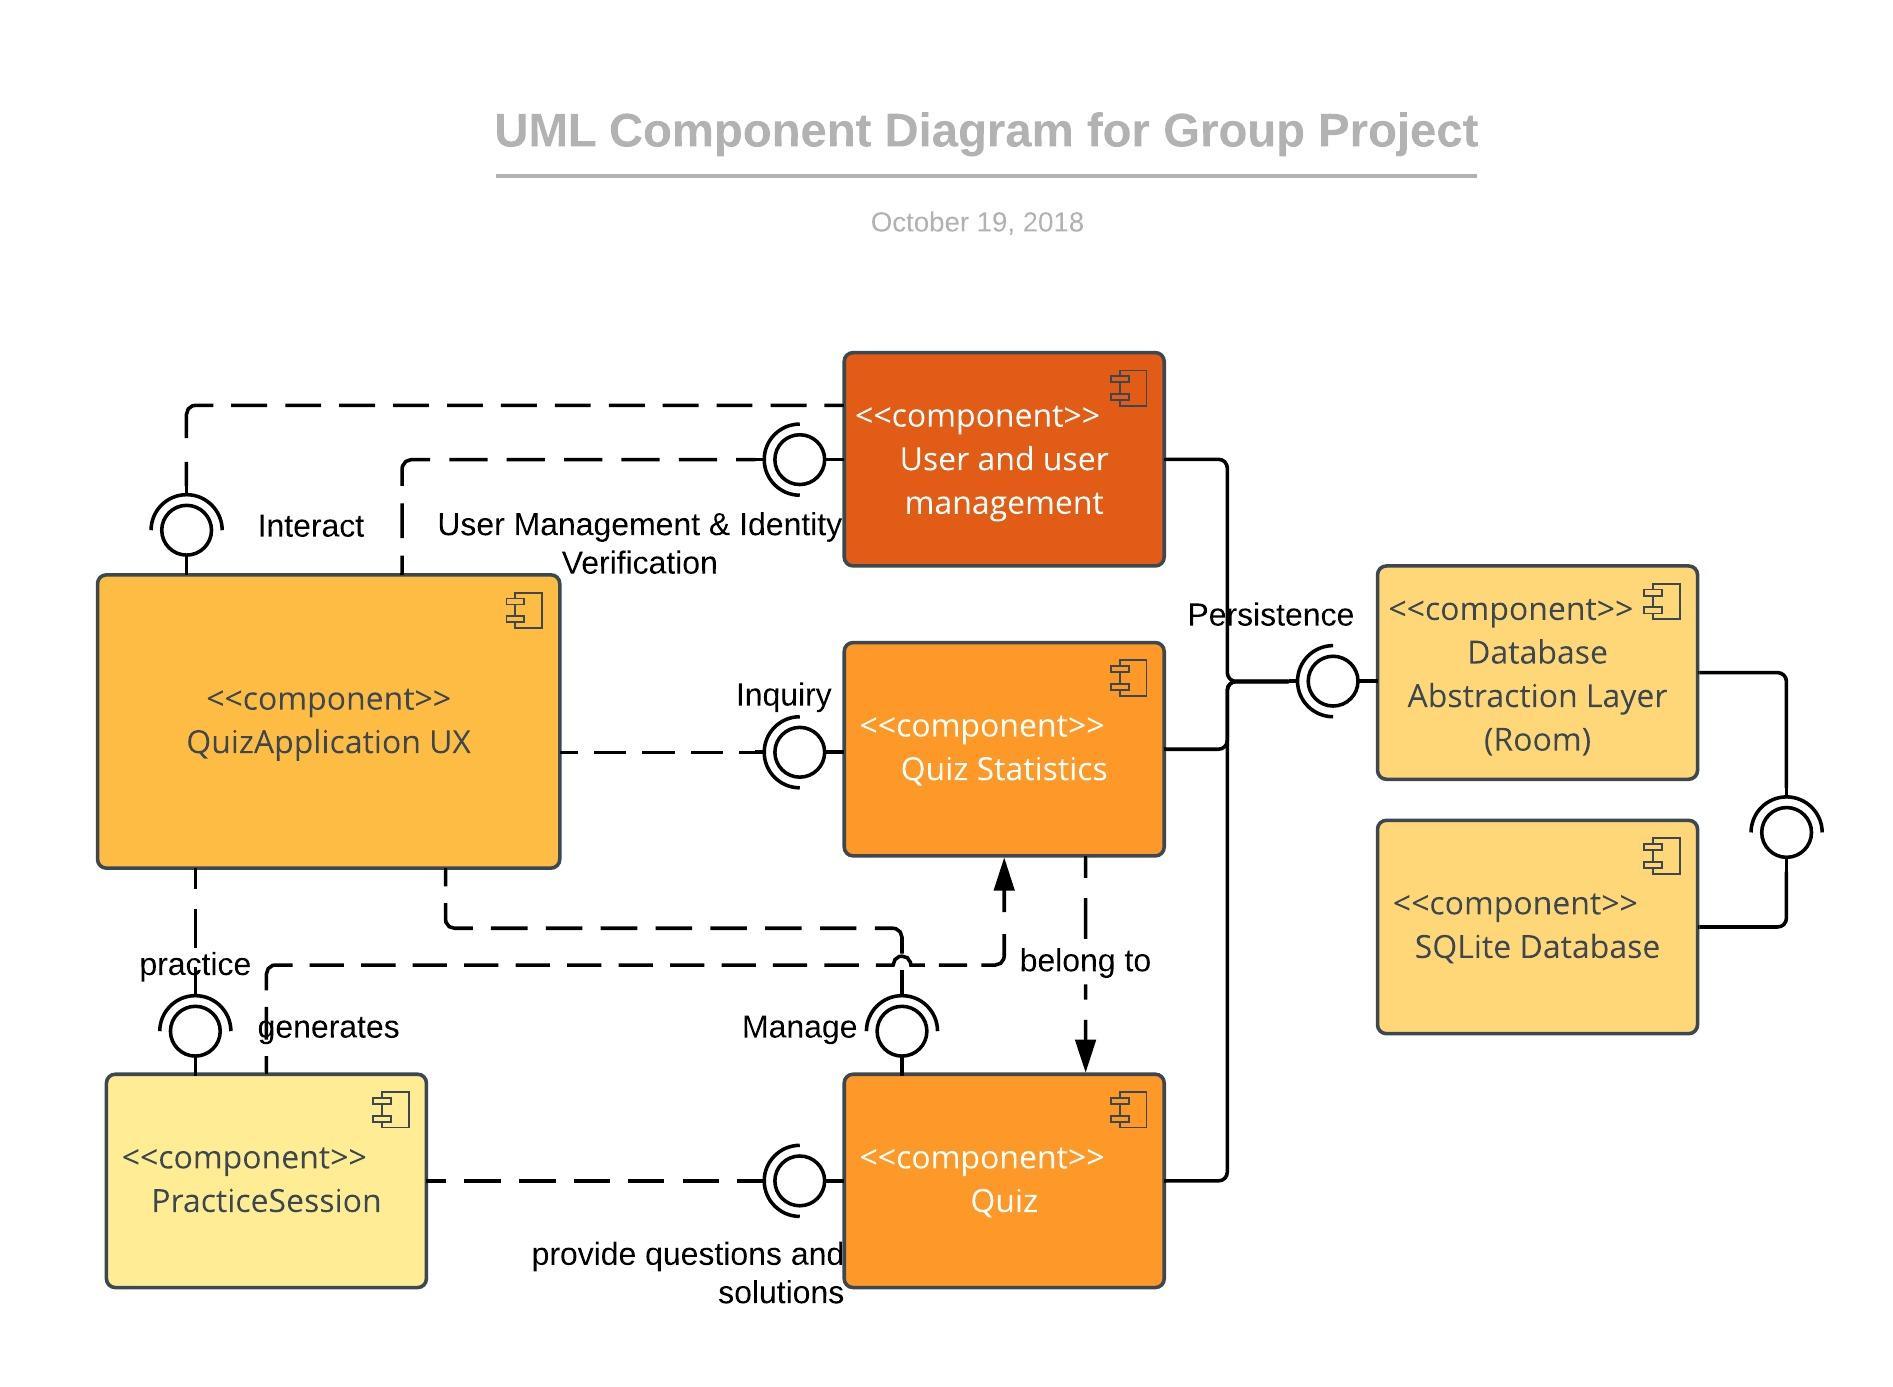 UML Component Diagram for Group Project
October 19, 2018
<<component>>
User and user
management
Interact
User Management & Identity
Verification
<<component>>
QuizApplication UX
Inquiry
<<component>>
Quiz Statistics
Persistence
<<component>>
Database
Abstraction Layer
(Room)
<<component>>
SQLite Database
practice
generates
belong to
Manage
<<component>>
PracticeSession
<<component>>
Quiz
provide questions and
solutions